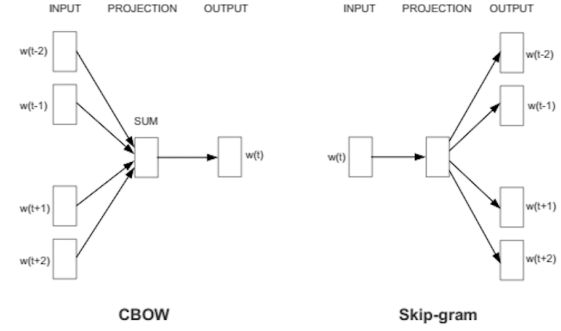 INPUT PROJECTION OUTPUT
w(t-2)
w(t-1)
SUM
w(t)
w(t+1)
w(t+2)
CBOW
INPUT PROJECTION OUTPUT
w(t-2)
w(t-1)
w(t)
w(t+1)
w(t+2)
Skip-gram